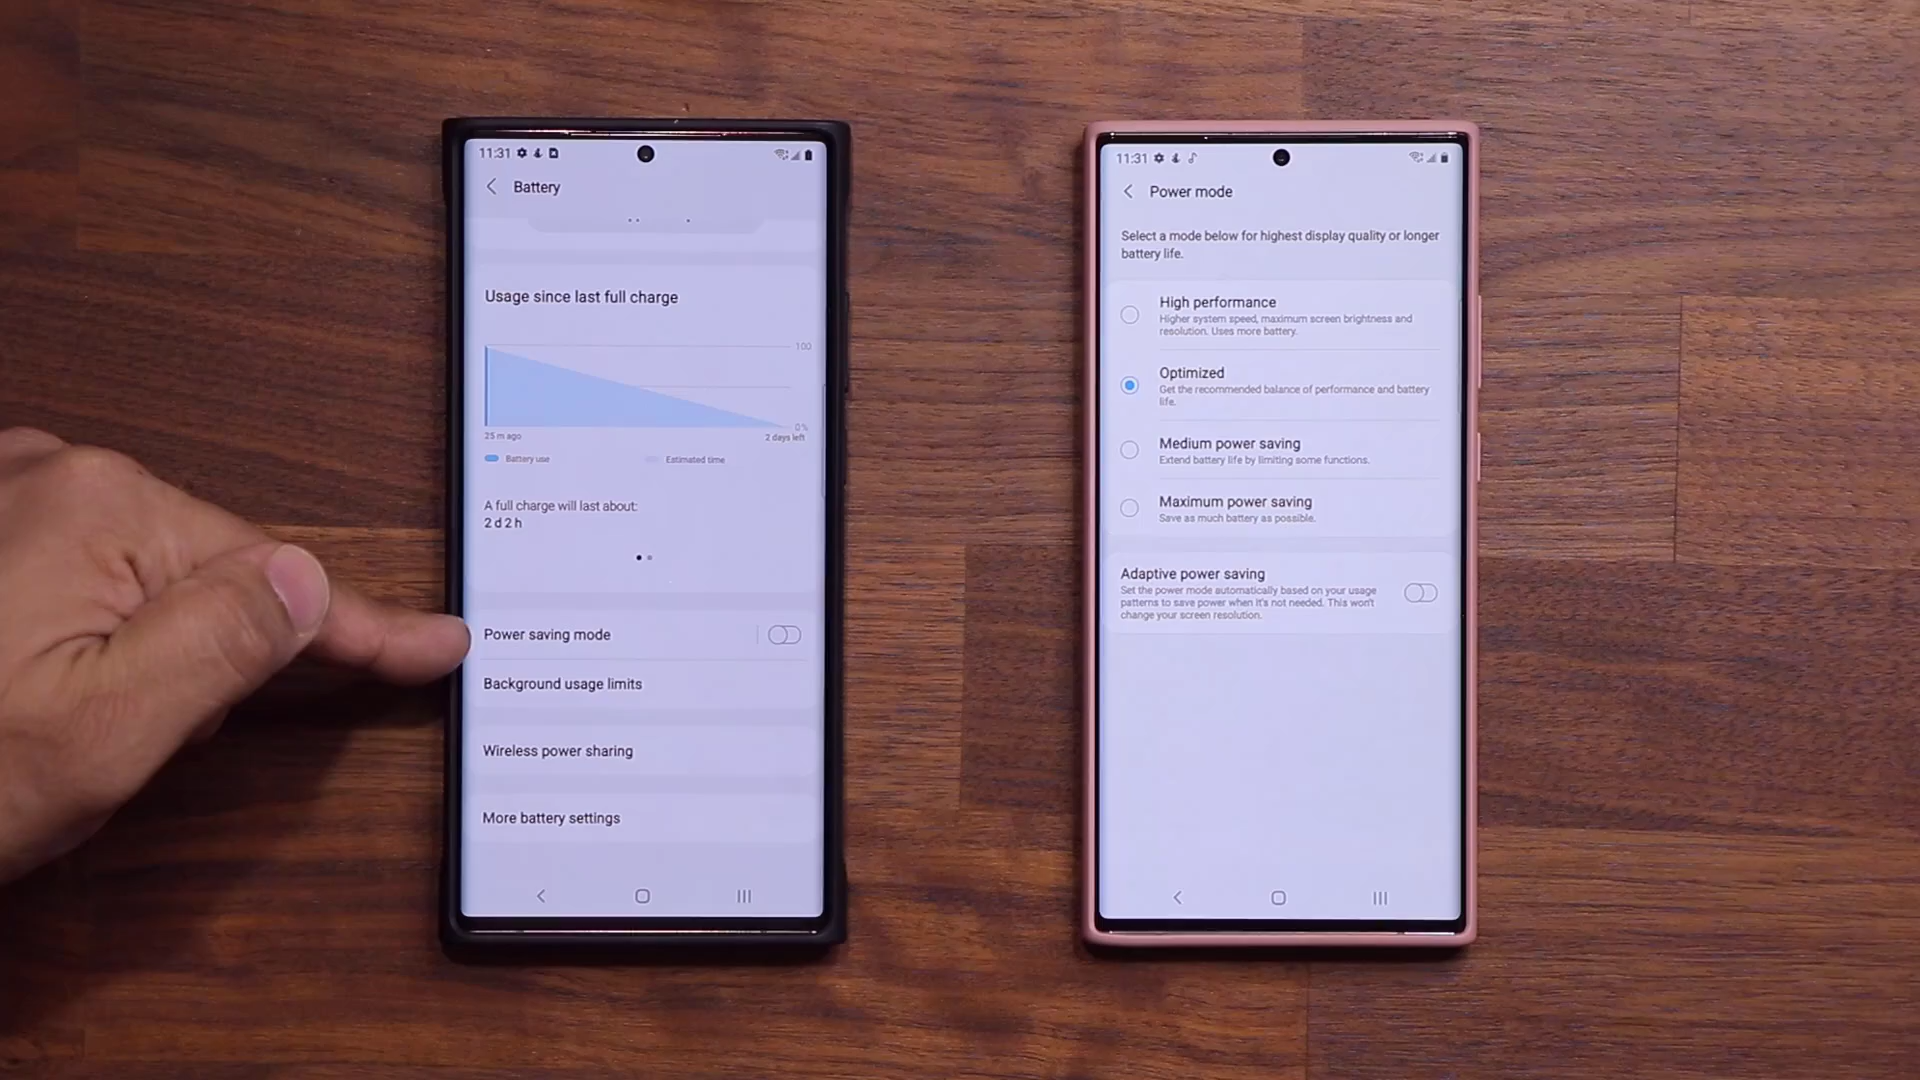 11:31
Battery
Usage since last full charge
100
0%
25 m ago
2 days left
Battery use
Estimated time
A full charge will last about:
2 d 2 h
Power saving mode
Background usage limits
Wireless power sharing
More battery settings
11:31
Power mode
Select a mode below for highest display quality or longer
battery life.
High performance
Higher system speed, maximum screen brightness and
resolution. Uses more battery.
Optimized
Get the recommended balance of performance and battery
life.
Medium power saving
Extend battery life by limiting some functions.
Maximum power saving
Save as much battery as possible.
Adaptive power saving
Set the power mode automatically based on your usage
patterns to save power when it's not needed. This won't
change your screen resolution.